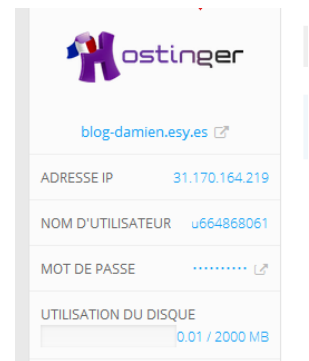 Hostinger
blog-damien.esy.es
ADRESSE IP 31.170.164.219
NOM D'UTILISATEUR u664868061
MOT DE PASSE ··········
UTILISATION DU DISQUE
0.01 / 2000 MB